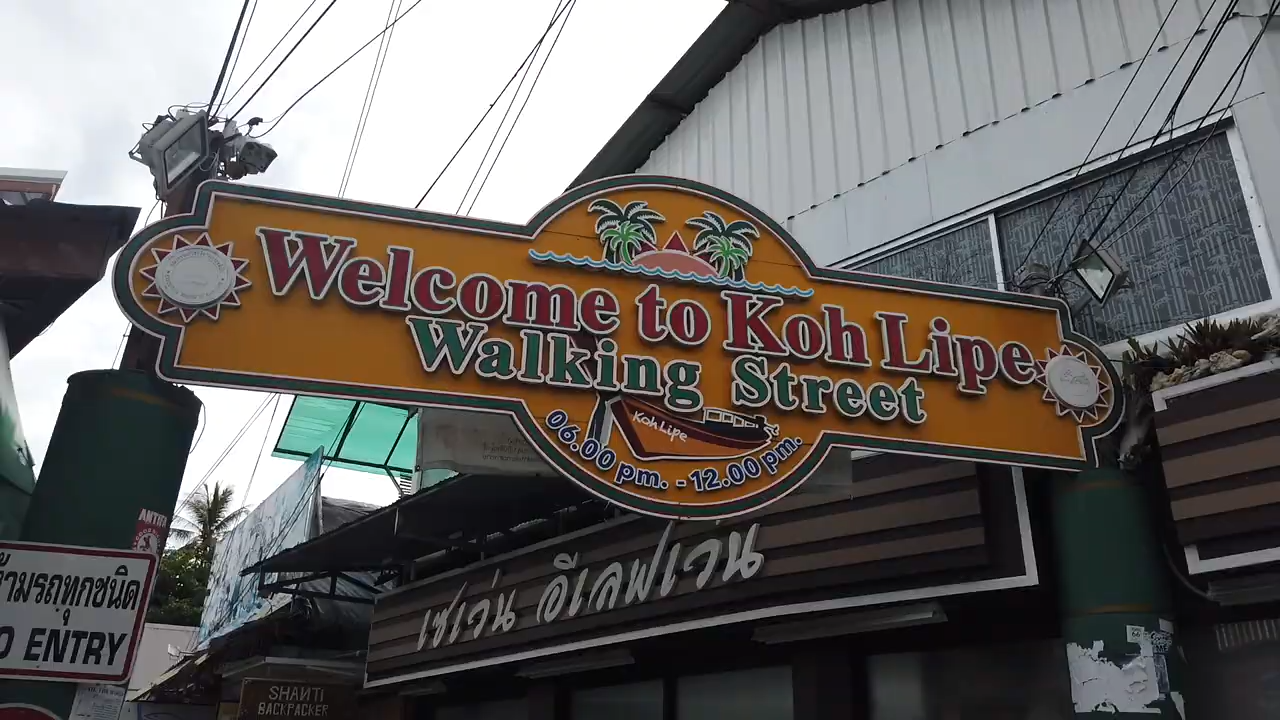 Welcome to Koh Lipe
Walking Street
Koh Lipe
06.00 pm. - 12.00 pm.
เซเว่น อีเลฟเว่น
ANTIFA
ามรถทุกชนิด
O ENTRY
SHANTI
BACKPACKER